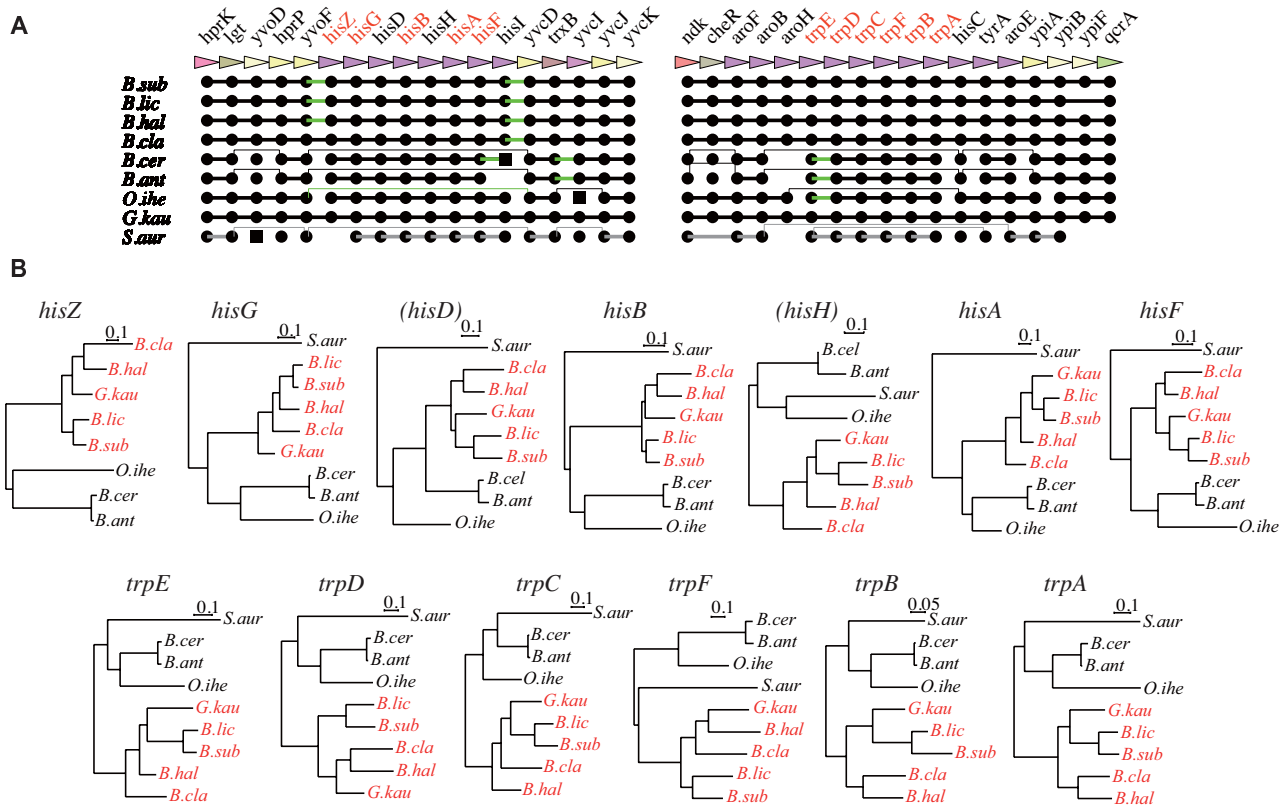 A
hprK lgt yvoD hprP yvoF hisZ hisG hisD hisB hisH hisA hisF hisI yvcD trxB yvcI yvcJ yvcK
ndk cheR aroF aroB aroH trpE trpD trpC trpF trpB trpA hisC tyrA aroE ypiA ypiB ypiF qcrA
B.sub
B.lic
B.hal
B.cla
B.cer
B.ant
O.ihe
G.kau
S.aur
B
hisZ
0.1
B.cla
B.hal
G.kau
B.lic
B.sub
O.ihe
B.cer
B.ant
hisG
0.1
S.aur
B.lic
B.sub
B.hal
B.cla
G.kau
B.cer
B.ant
O.ihe
(hisD)
0.1
S.aur
B.cla
B.hal
G.kau
B.lic
B.sub
B.cel
B.ant
O.ihe
hisB
0.1
S.aur
B.cla
B.hal
G.kau
B.lic
B.sub
B.cer
B.ant
O.ihe
(hisH)
0.1
B.cel
B.ant
S.aur
O.ihe
G.kau
B.lic
B.sub
B.hal
B.cla
hisA
0.1
S.aur
G.kau
B.lic
B.sub
B.hal
B.cla
B.cer
B.ant
O.ihe
hisF
0.1
S.aur
B.cla
B.hal
G.kau
B.lic
B.sub
B.cer
B.ant
O.ihe
trpE
0.1
S.aur
B.cer
B.ant
O.ihe
G.kau
B.lic
B.sub
B.hal
B.cla
trpD
0.1
S.aur
B.cer
B.ant
O.ihe
B.lic
B.sub
B.cla
B.hal
G.kau
trpC
0.1
S.aur
B.cer
B.ant
O.ihe
G.kau
B.lic
B.sub
B.cla
B.hal
trpF
0.1
B.cer
B.ant
O.ihe
S.aur
G.kau
B.hal
B.cla
B.lic
B.sub
trpB
0.05
S.aur
B.cer
B.ant
O.ihe
G.kau
B.lic
B.sub
B.cla
B.hal
trpA
0.1
S.aur
B.cer
B.ant
O.ihe
G.kau
B.lic
B.sub
B.cla
B.hal